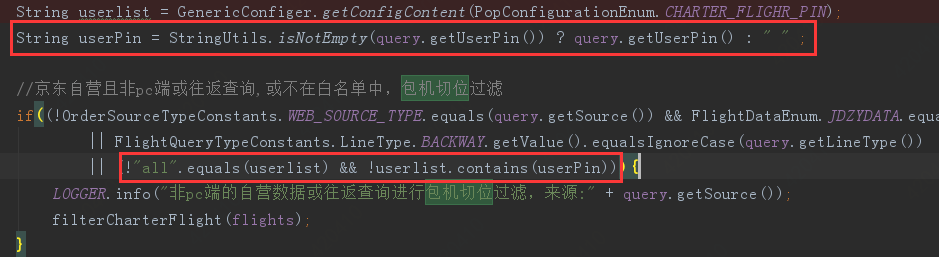 String userlist = GenericConfiger.getConfigContent(PopConfigurationEnum.CHARTER_FLIGHR_PIN);
String userPin = StringUtils.isNotEmpty(query.getUserPin()) ? query.getUserPin() : " " ;
//京东自营且非pc端或往返查询,或不在白名单中, 包机切位过滤
if((!OrderSourceTypeConstants.WEB_SOURCE_TYPE.equals(query.getSource()) && FlightDataEnum.JDZYDATA.equa
|| FlightQueryTypeConstants.LineType.BACKWAY.getValue().equalsIgnoreCase(query.getLineType())
|| (!"all".equals(userlist) && !userlist.contains(userPin))){
LOGGER.info("非pc端的自营数据或往返查询进行包机切位过滤, 来源:" + query.getSource());
filterCharterFlight(flights);
}